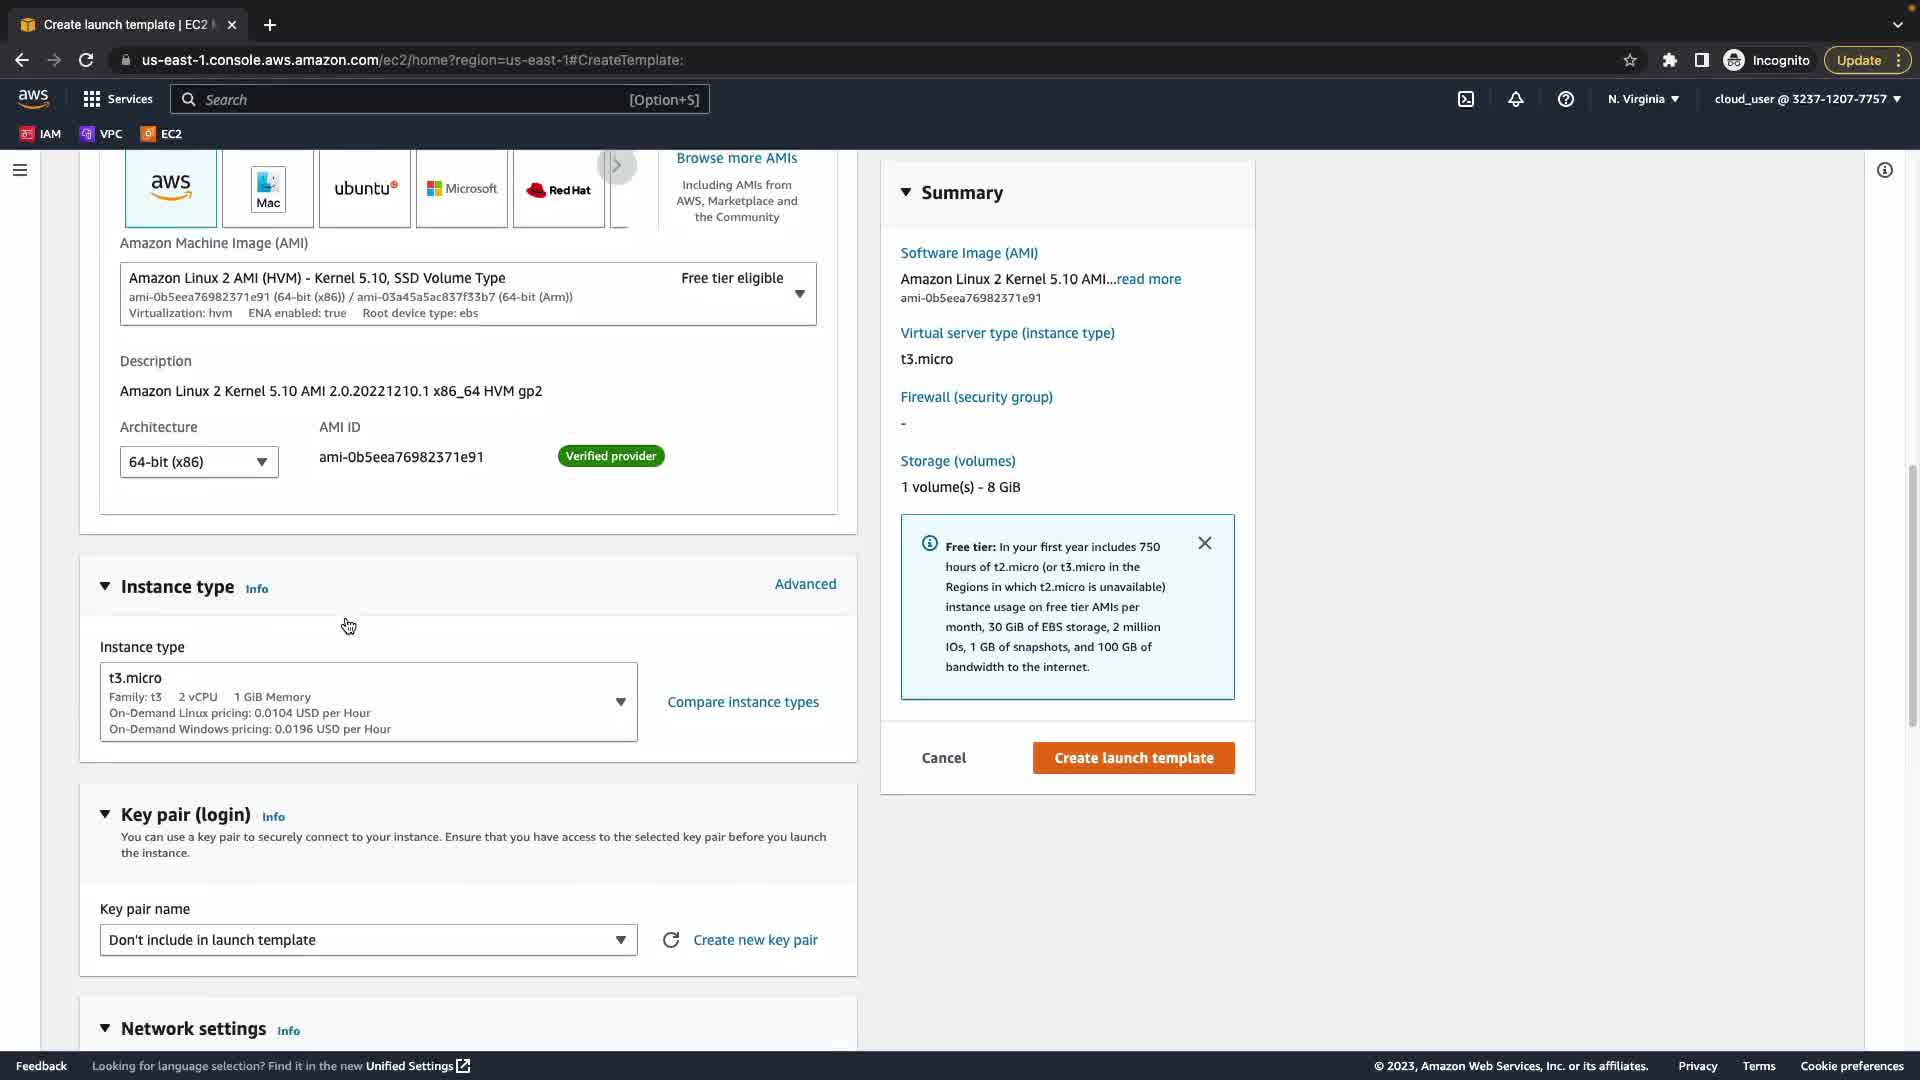 Create launch template | EC2
us-east-1.console.aws.amazon.com/ec2/home?region=us-east-1#CreateTemplate:
Incognito
Update
aws
Services
Search
[Option+S]
N. Virginia
cloud_user @ 3237-1207-7757
IAM
VPC
EC2
aws
Mac
ubuntu
Microsoft
Red Hat
Browse more AMIs
Including AMIs from
AWS, Marketplace and
the Community
Amazon Machine Image (AMI)
Amazon Linux 2 AMI (HVM) - Kernel 5.10, SSD Volume Type
Free tier eligible
ami-0b5eea76982371e91 (64-bit (x86)) / ami-03a45a5ac837f33b7 (64-bit (Arm))
Virtualization: hvm ENA enabled: true Root device type: ebs
Description
Amazon Linux 2 Kernel 5.10 AMI 2.0.20221210.1 x86_64 HVM gp2
Architecture
AMI ID
64-bit (x86)
ami-0b5eea76982371e91
Verified provider
Instance type Info
Advanced
Instance type
t3.micro
Family: t3 2 vCPU 1 GiB Memory
On-Demand Linux pricing: 0.0104 USD per Hour
On-Demand Windows pricing: 0.0196 USD per Hour
Compare instance types
Key pair (login) Info
You can use a key pair to securely connect to your instance. Ensure that you have access to the selected key pair before you launch
the instance.
Key pair name
Don't include in launch template
Create new key pair
Network settings Info
Summary
Software Image (AMI)
Amazon Linux 2 Kernel 5.10 AMI...read more
ami-0b5eea76982371e91
Virtual server type (instance type)
t3.micro
Firewall (security group)
-
Storage (volumes)
1 volume(s) - 8 GiB
Free tier: In your first year includes 750
hours of t2.micro (or t3.micro in the
Regions in which t2.micro is unavailable)
instance usage on free tier AMIs per
month, 30 GiB of EBS storage, 2 million
IOs, 1 GB of snapshots, and 100 GB of
bandwidth to the internet.
Cancel
Create launch template
Feedback
Looking for language selection? Find it in the new Unified Settings
© 2023, Amazon Web Services, Inc. or its affiliates.
Privacy
Terms
Cookie preferences